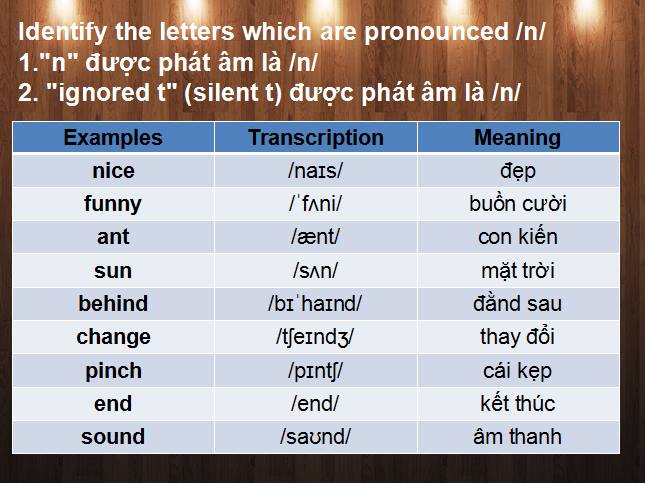 Identify the letters which are pronounced /n/
1."n" được phát âm là /n/
2. "ignored t" (silent t) được phát âm là /n/
Examples Transcription Meaning
nice /naɪs/ đẹp
funny /ˈfʌni/ buồn cười
ant /ænt/ con kiến
sun /sʌn/ mặt trời
behind /bɪˈhaɪnd/ đằnd sau
change /tʃeɪndʒ/ thay đổi
pinch /pɪntʃ/ cái kẹp
end /end/ kết thúc
sound /saʊnd/ âm thanh